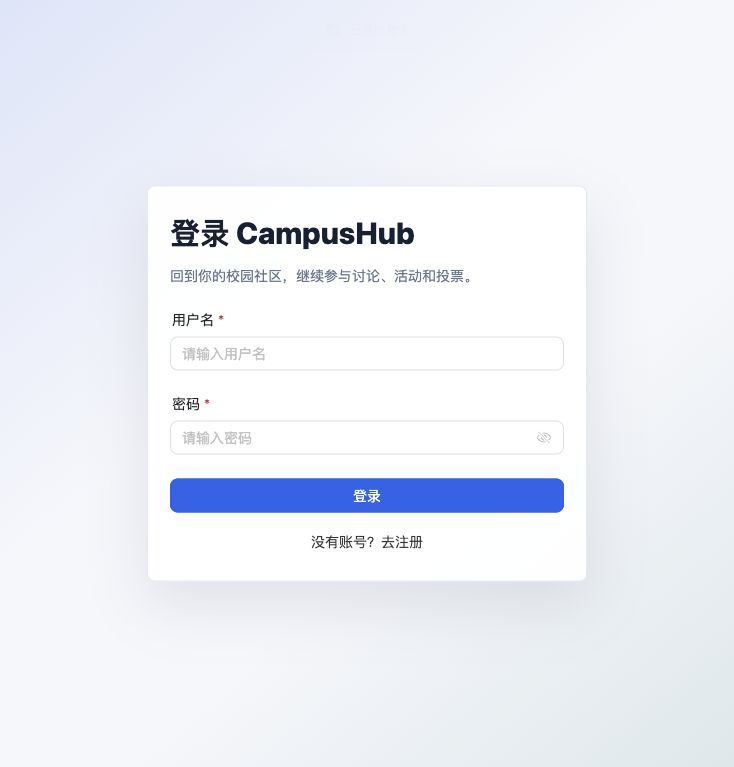 登录 CampusHub
回到你的校园社区，继续参与讨论、活动和投票。
用户名 *
请输入用户名
密码 *
请输入密码
登录
没有账号？去注册